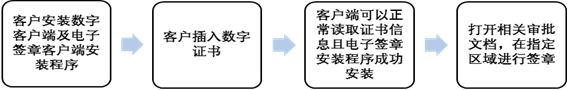 客户安装数字
客户端及电子
签章客户端安
装程序
客户插入数字
证书
客户端可以正
常读取证书信
息且电子签章
安装程序成功
安装
打开相关审批
文档，在指定
区域进行签章